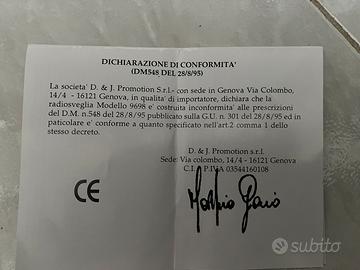 DICHIARAZIONE DI CONFORMITA'
(DM548 DEL 28/8/95)
La societa' D. & J. Promotion S.r.l.- con sede in Genova Via Colombo,
14/4 - 16121 Genova, in qualità di importatore, dichiara che la
radiosveglia Modello 9698 e' costruita inconformità alle prescrizioni
del D.M. n.548 del 28/8/95 pubblicato sulla G.U. n. 301 del 28/8/95 ed in
paticolare e' conforme a quanto specificato nell'art.2 comma 1 dello
stesso decreto.
D. & J. Promotion s.r.l.
Sede: Via colombo, 14/4 - 16121 Genova
C.F. P.IVA 03544160108
CE
subito